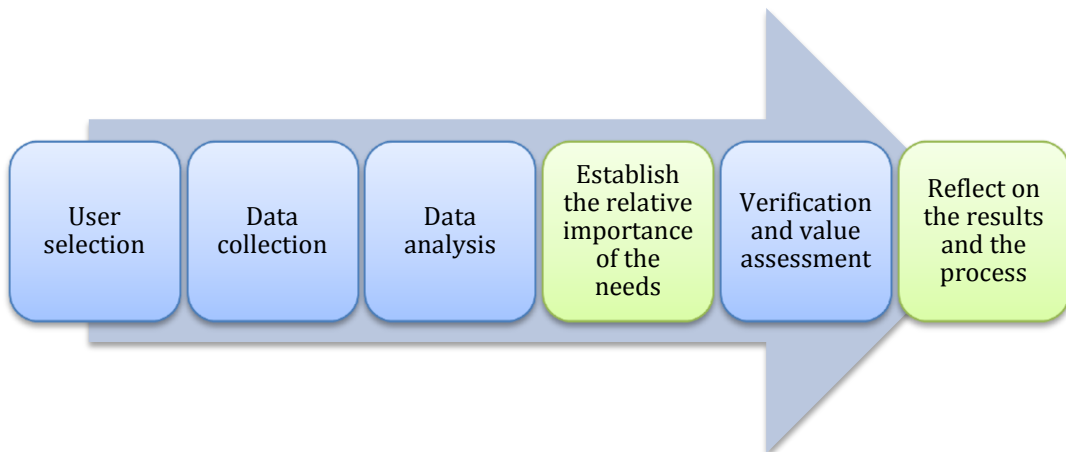 User
selection
Data
collection
Data
analysis
Establish
the relative
importance
of the
needs
Verification
and value
assessment
Reflect on
the results
and the
process